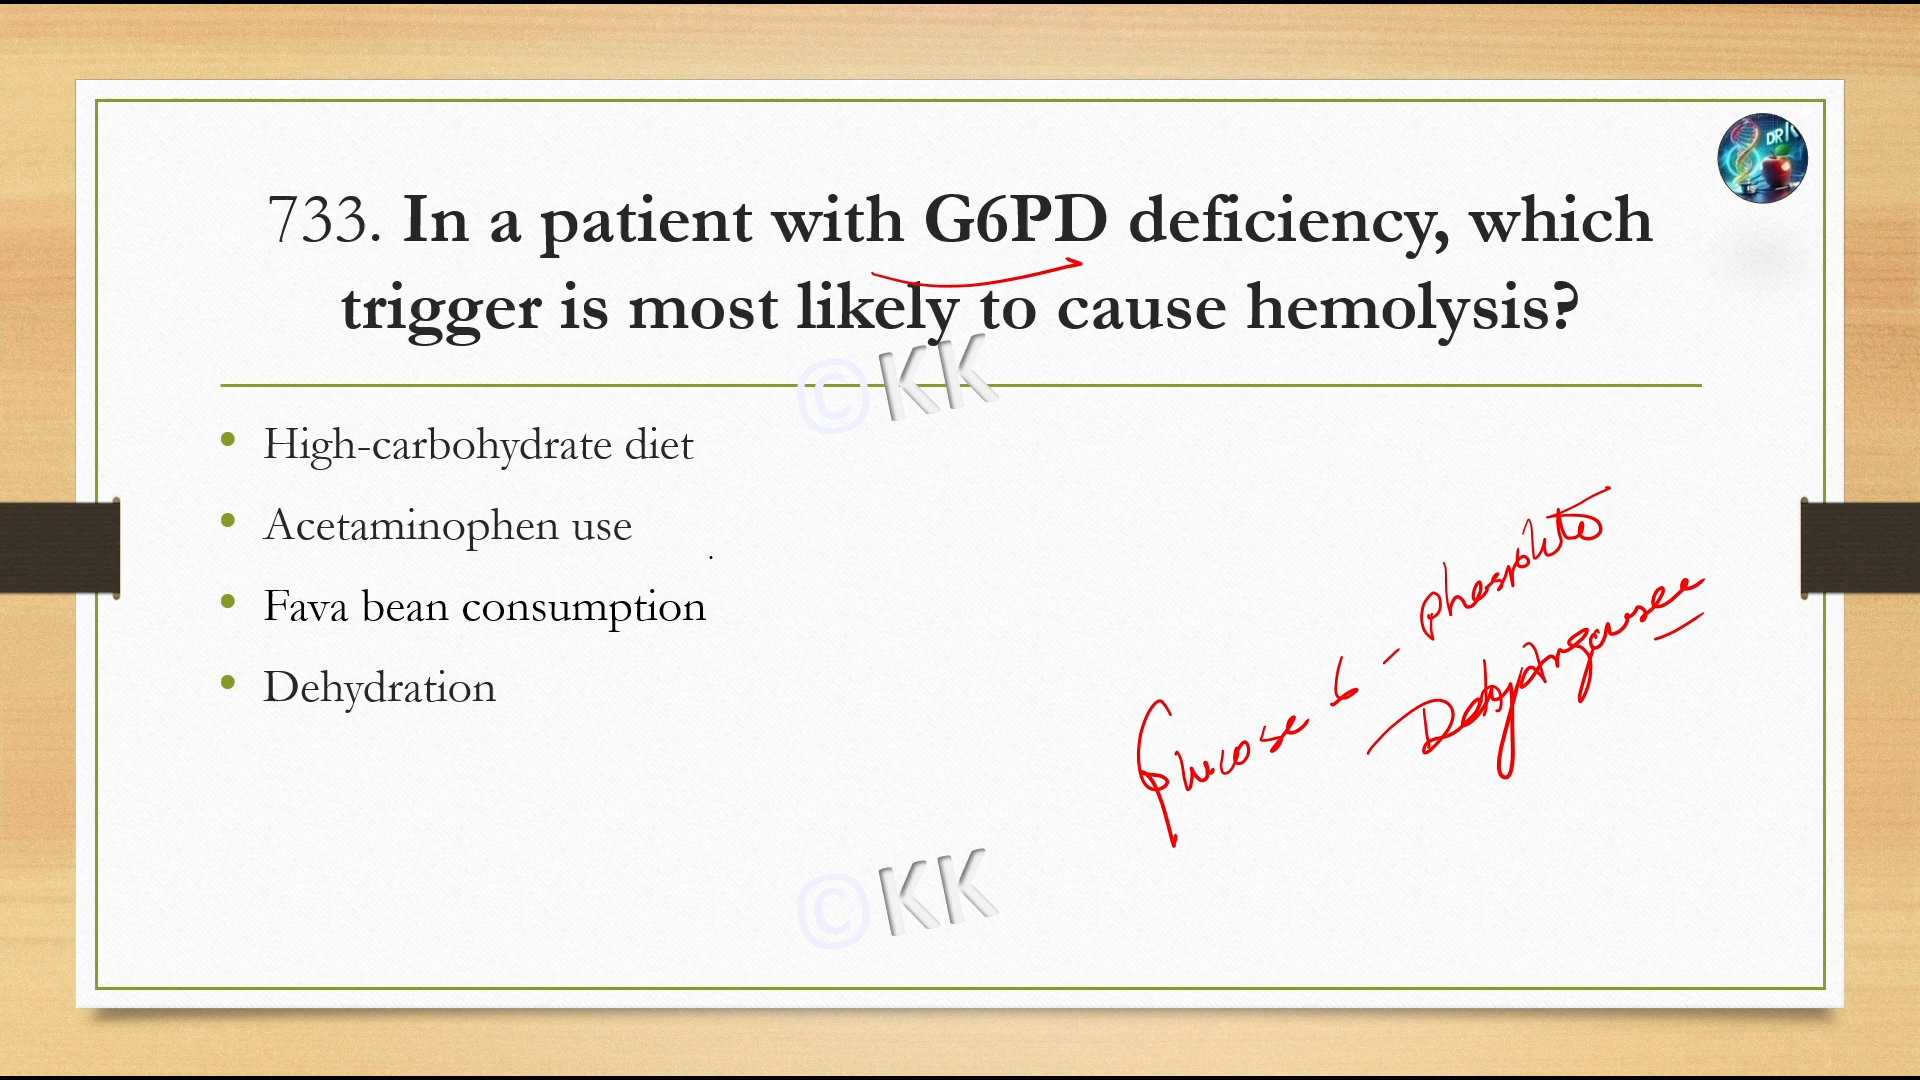 733. In a patient with G6PD deficiency, which
trigger is most likely to cause hemolysis?
©KK
• High-carbohydrate diet
• Acetaminophen use
• Fava bean consumption
• Dehydration
Glucose 6 - phosphate
Dehydrogenase
©KK
DR K